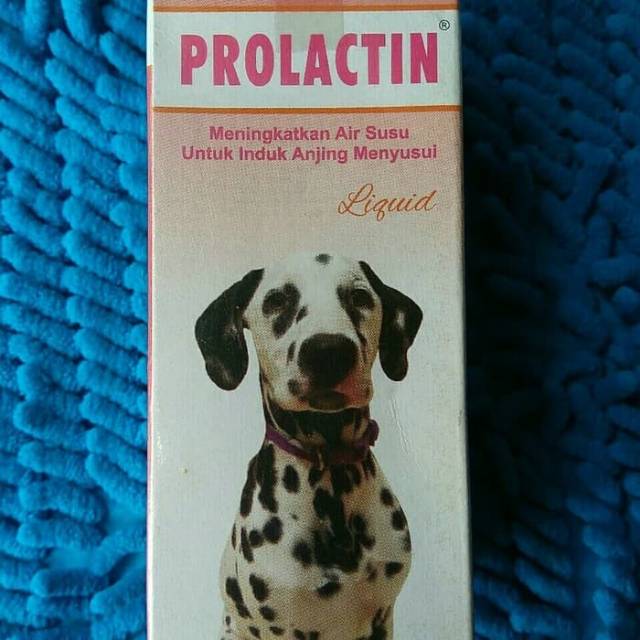 PROLACTIN®
Meningkatkan Air Susu
Untuk Induk Anjing Menyusui
Liquid